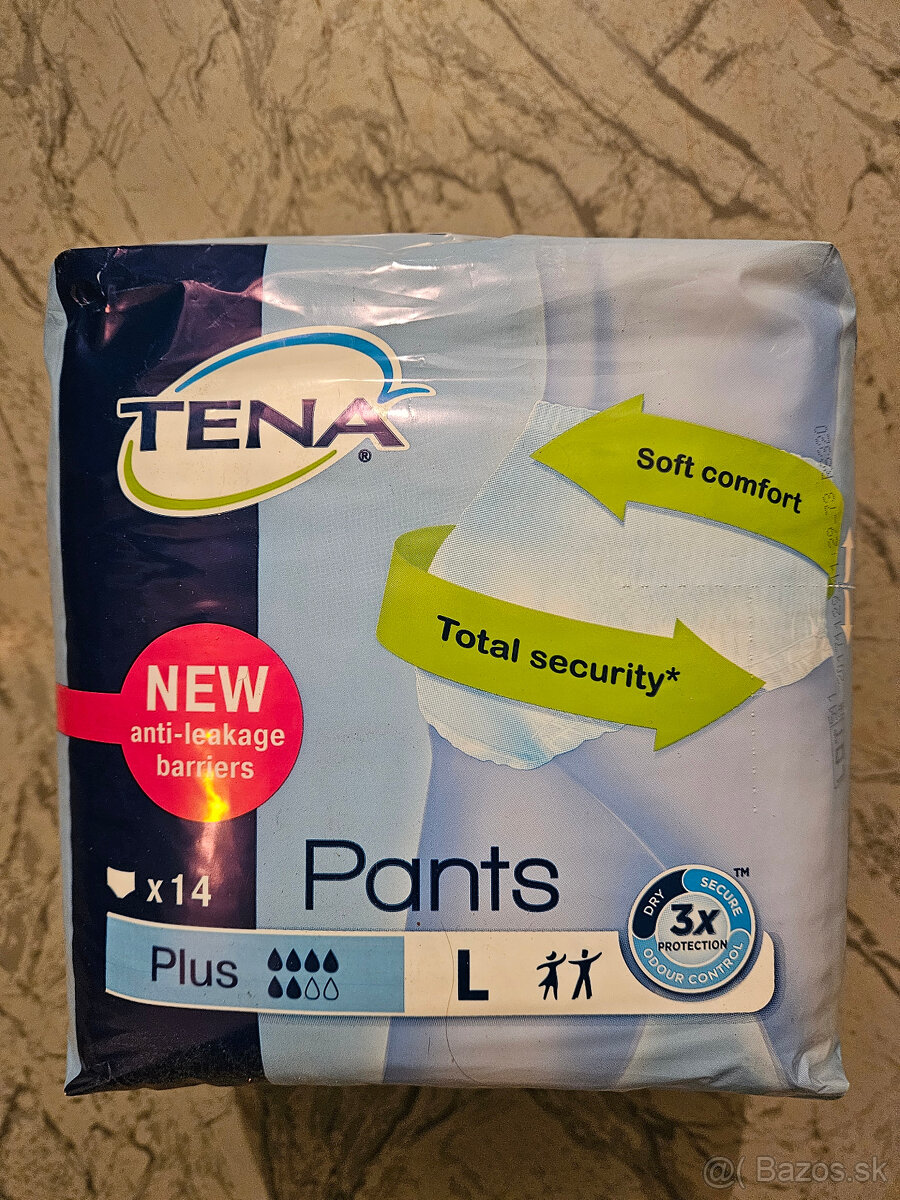 TENA
®
Soft comfort
Total security*
NEW
anti-leakage
barriers
x14
Pants
Plus
L
TM
DRY
SECURE
3x
PROTECTION
ODOUR CONTROL
@( Bazos.sk